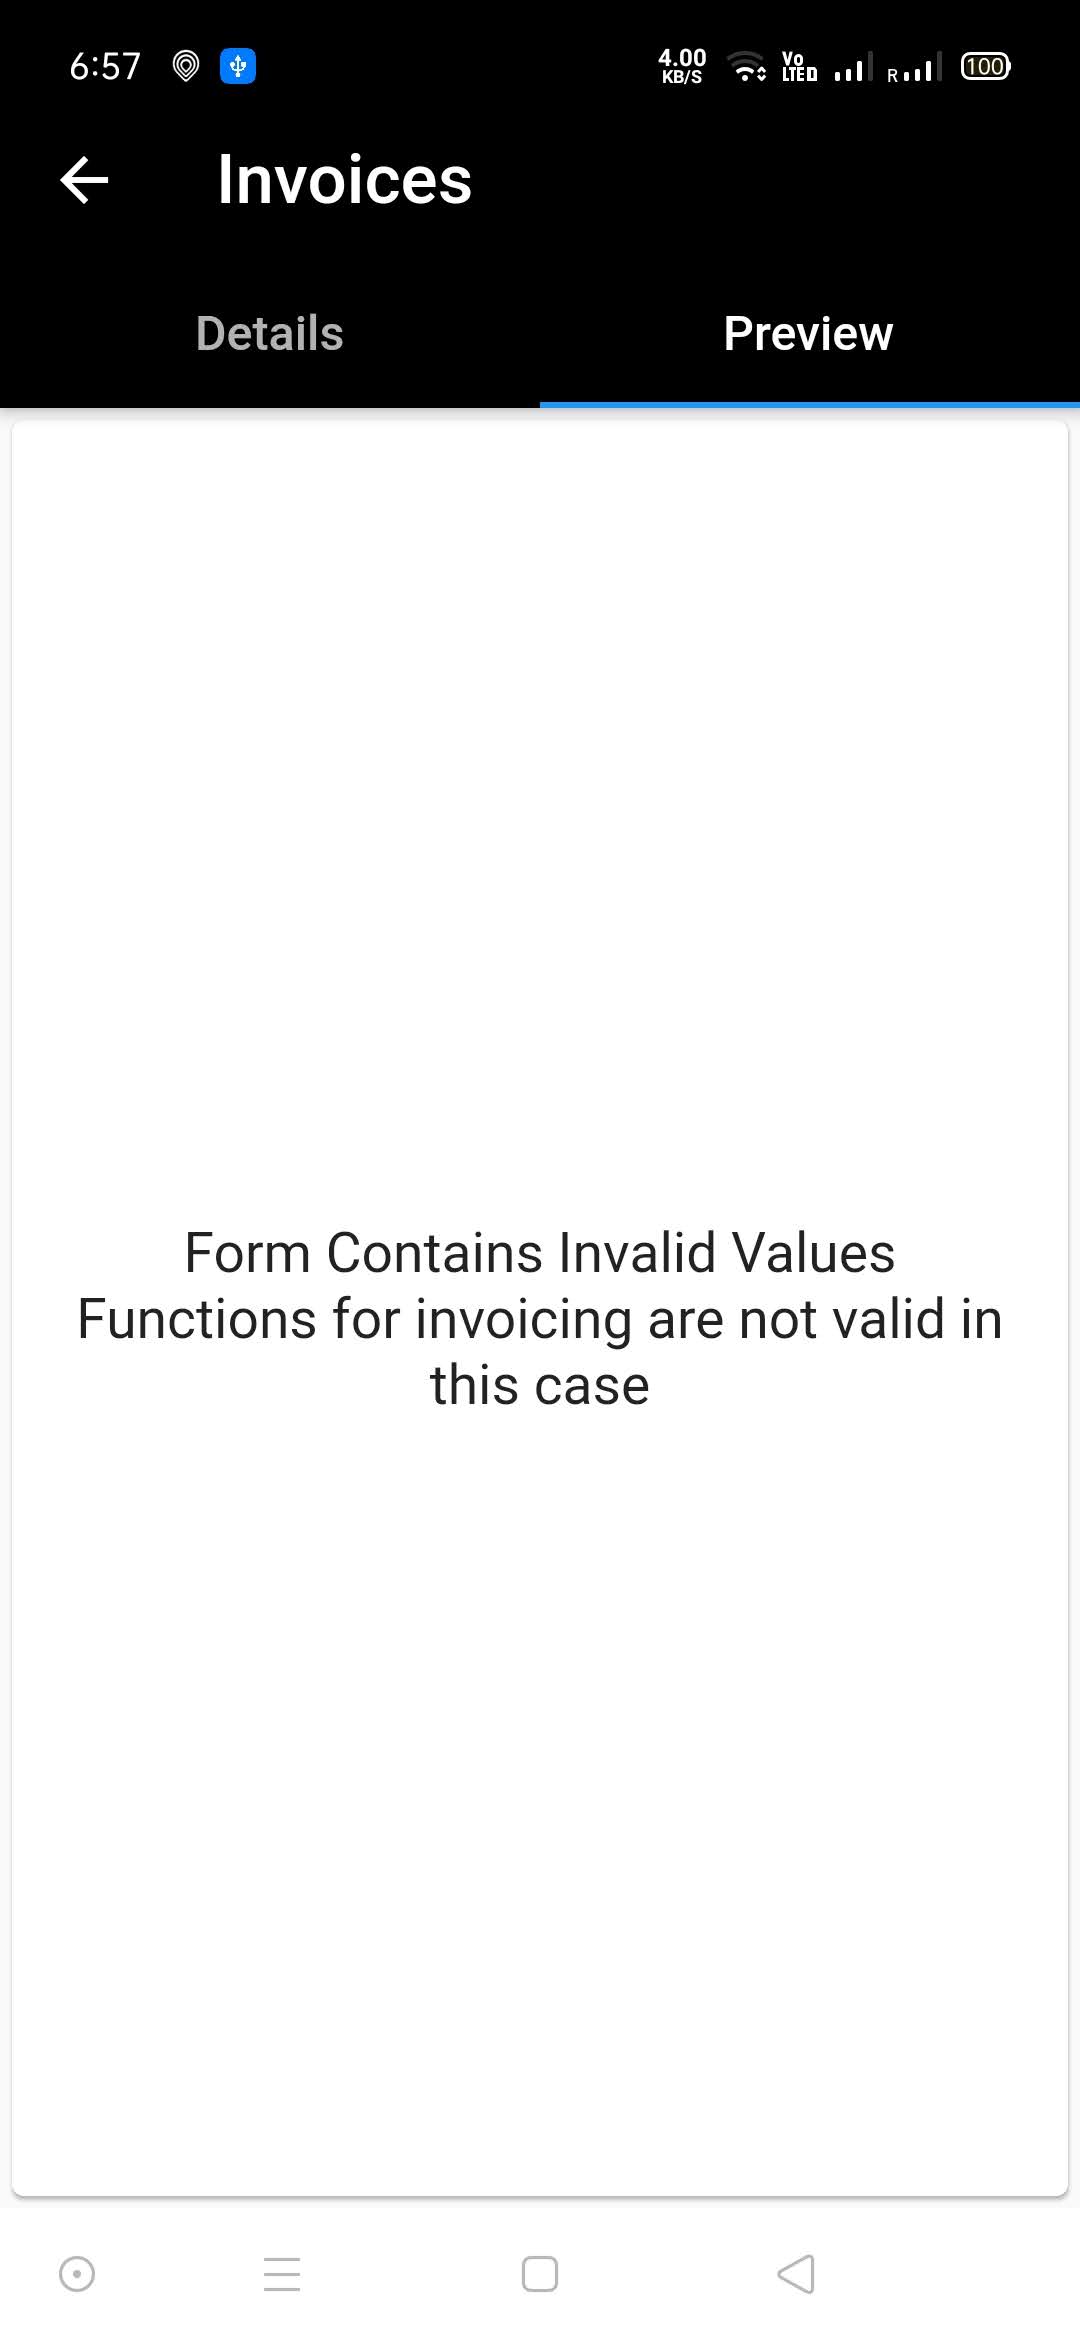 6:57
4.00
KB/S
Vo
LTE
R
100
Invoices
Details
Preview
Form Contains Invalid Values
Functions for invoicing are not valid in
this case